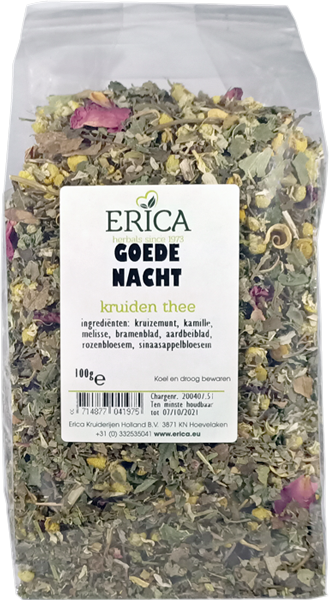 ERICA
herbals since 1973
GOEDE
NACHT
kruiden thee
ingrediënten: kruizemunt, kamille,
melisse, bramenblad, aardbeiblad,
rozenbloesem, sinaasappelbloesem
100g℮
Koel en droog bewaren
Chargenr. 200407.51
Ten minste houdbaar
tot 07/10/2021
8 714877 041975
Erica Kruiderijen Holland B.V. 3871 KN Hoevelaken
+31 (0) 332535041 www.erica.eu